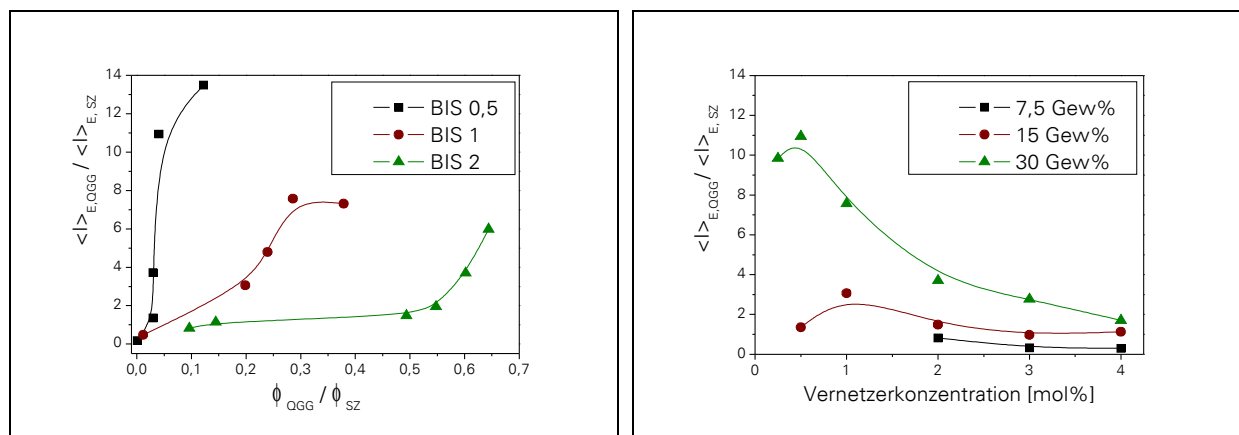 14
12
10
8
6
4
2
0
<I>E,QGG / <I>E, SZ
BIS 0,5
BIS 1
BIS 2
0,0 0,1 0,2 0,3 0,4 0,5 0,6 0,7
ϕQGG / ϕSZ
14
12
10
8
6
4
2
0
<I>E,QGG / <I>E, SZ
7,5 Gew%
15 Gew%
30 Gew%
0 1 2 3 4
Vernetzerkonzentration [mol%]